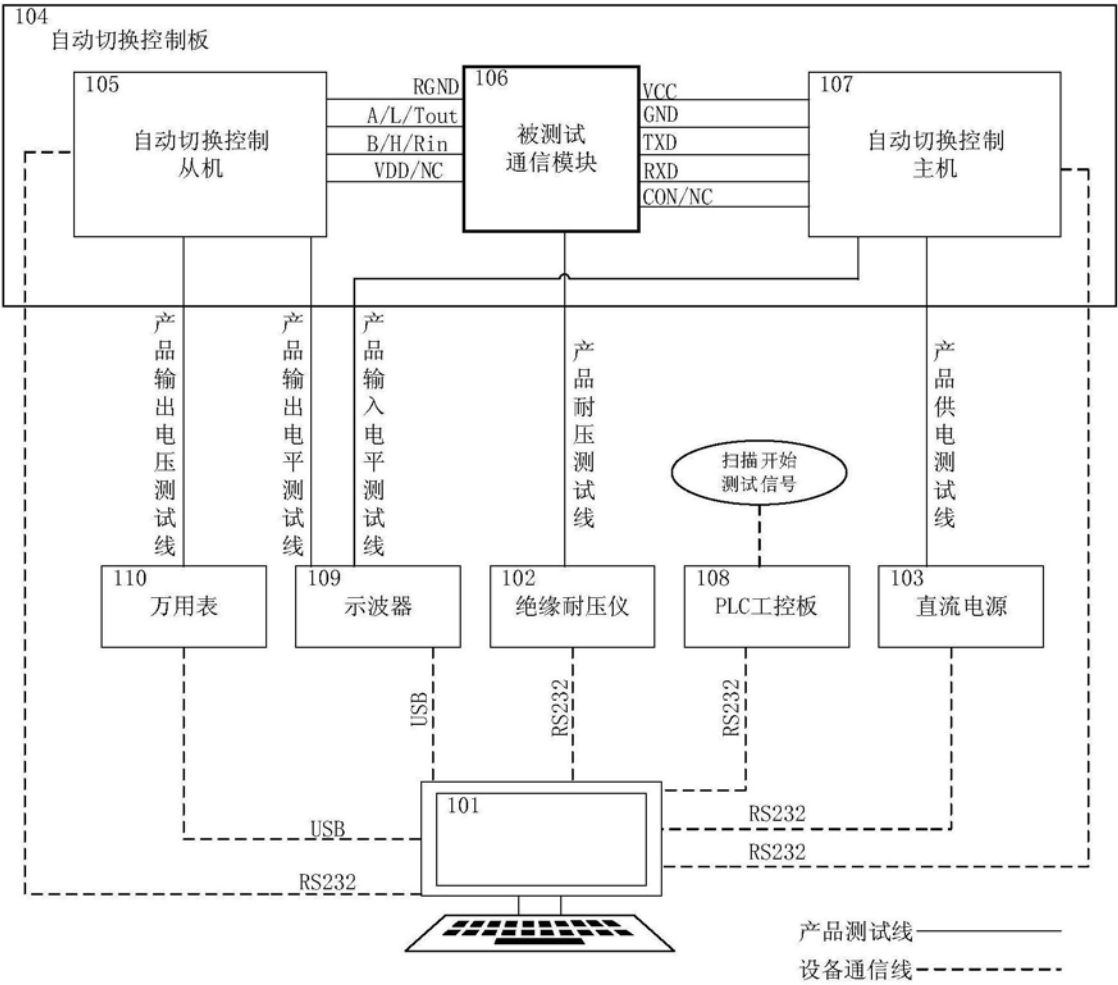 104
自动切换控制板
105
自动切换控制
从机
RGND
A/L/Tout
B/H/Rin
VDD/NC
106
被测试
通信模块
VCC
GND
TXD
RXD
CON/NC
107
自动切换控制
主机
产品输出电压测试线
产品输出电平测试线
产品输入电平测试线
产品耐压测试线
产品供电测试线
扫描开始
测试信号
110
万用表
109
示波器
102
绝缘耐压仪
108
PLC工控板
103
直流电源
USB
RS232
RS232
101
USB
RS232
RS232
RS232
产品测试线
设备通信线